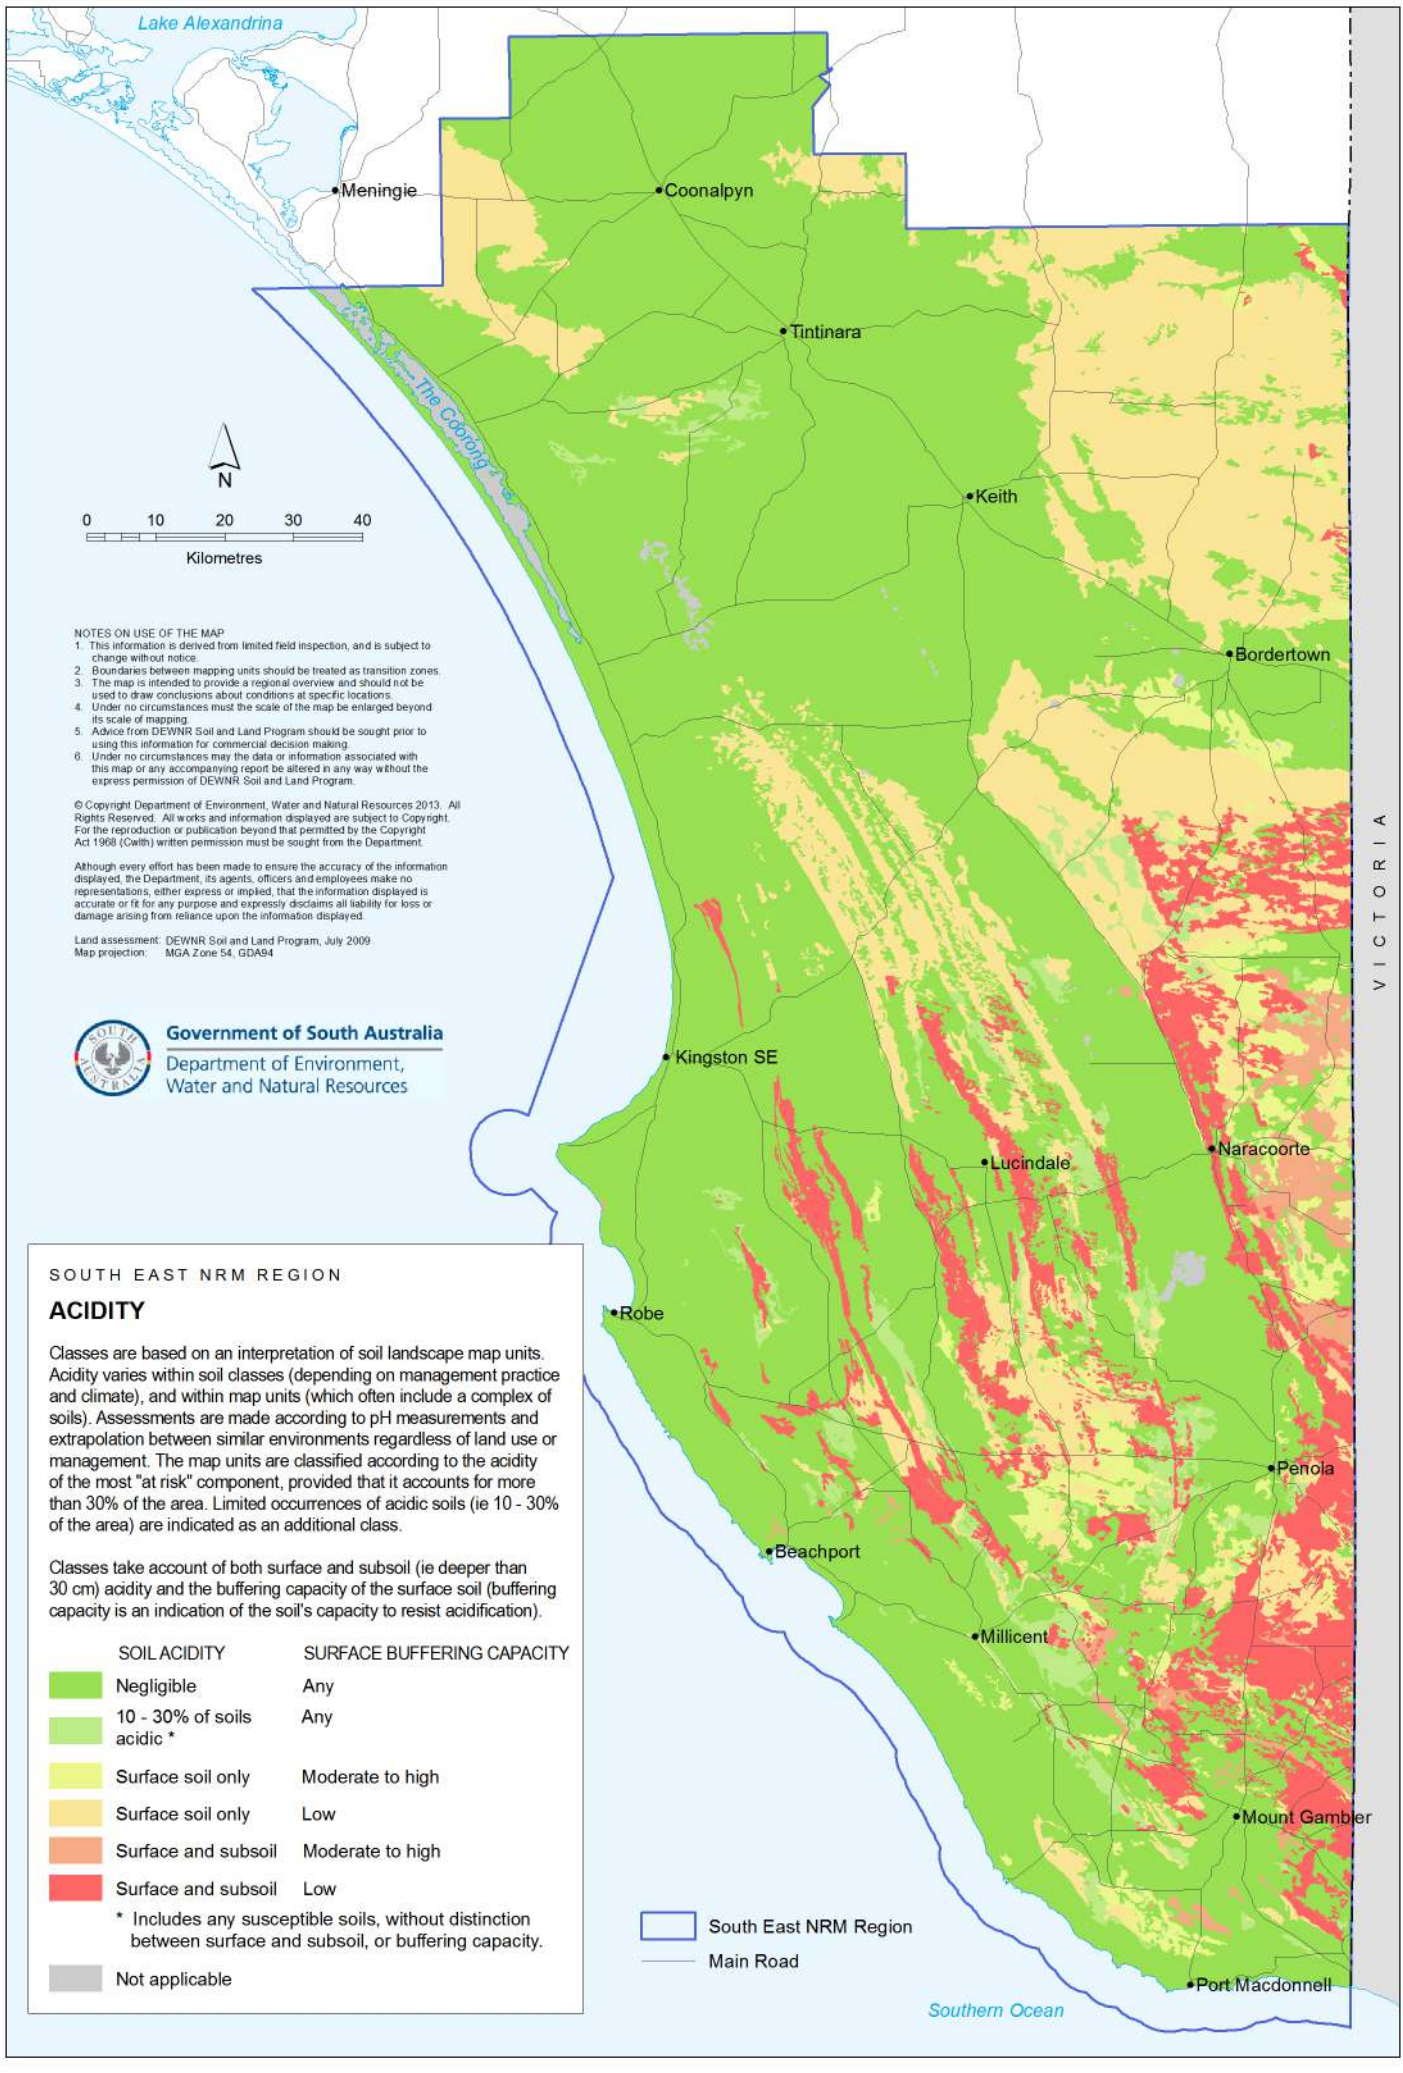 Lake Alexandrina
Meningie
Coonalpyn
Tintinara
The Coorong
Keith
N
0 10 20 30 40
Kilometres
NOTES ON USE OF THE MAP
1. This information is derived from limited field inspection, and is subject to
change without notice.
2. Boundaries between mapping units should be treated as transition zones.
3. The map is intended to provide a regional overview and should not be
used to draw conclusions about conditions at specific locations.
4. Under no circumstances must the scale of the map be enlarged beyond
its scale of mapping.
5. Advice from DEWNR Soil and Land Program should be sought prior to
using this information for commercial decision making.
6. Under no circumstances may the data or information associated with
this map or any accompanying report be altered in any way without the
express permission of DEWNR Soil and Land Program.
© Copyright Department of Environment, Water and Natural Resources 2013. All
Rights Reserved. All works and information displayed are subject to Copyright.
For the reproduction or publication beyond that permitted by the Copyright
Act 1968 (Cwlth) written permission must be sought from the Department.
Although every effort has been made to ensure the accuracy of the information
displayed, the Department, its agents, officers and employees make no
representations, either express or implied, that the information displayed is
accurate or fit for any purpose and expressly disclaims all liability for loss or
damage arising from reliance upon the information displayed.
Land assessment: DEWNR Soil and Land Program, July 2009
Map projection: MGA Zone 54, GDA94
SOUTH AUSTRALIA
Government of South Australia
Department of Environment,
Water and Natural Resources
Bordertown
VICTORIA
Kingston SE
Naracoorte
Lucindale
Robe
Penola
Beachport
Millicent
Mount Gambier
Port Macdonnell
Southern Ocean
SOUTH EAST NRM REGION
ACIDITY
Classes are based on an interpretation of soil landscape map units.
Acidity varies within soil classes (depending on management practice
and climate), and within map units (which often include a complex of
soils). Assessments are made according to pH measurements and
extrapolation between similar environments regardless of land use or
management. The map units are classified according to the acidity
of the most "at risk" component, provided that it accounts for more
than 30% of the area. Limited occurrences of acidic soils (ie 10 - 30%
of the area) are indicated as an additional class.
Classes take account of both surface and subsoil (ie deeper than
30 cm) acidity and the buffering capacity of the surface soil (buffering
capacity is an indication of the soil's capacity to resist acidification).
SOIL ACIDITY SURFACE BUFFERING CAPACITY
Negligible Any
10 - 30% of soils Any
acidic *
Surface soil only Moderate to high
Surface soil only Low
Surface and subsoil Moderate to high
Surface and subsoil Low
* Includes any susceptible soils, without distinction
between surface and subsoil, or buffering capacity.
Not applicable
South East NRM Region
Main Road